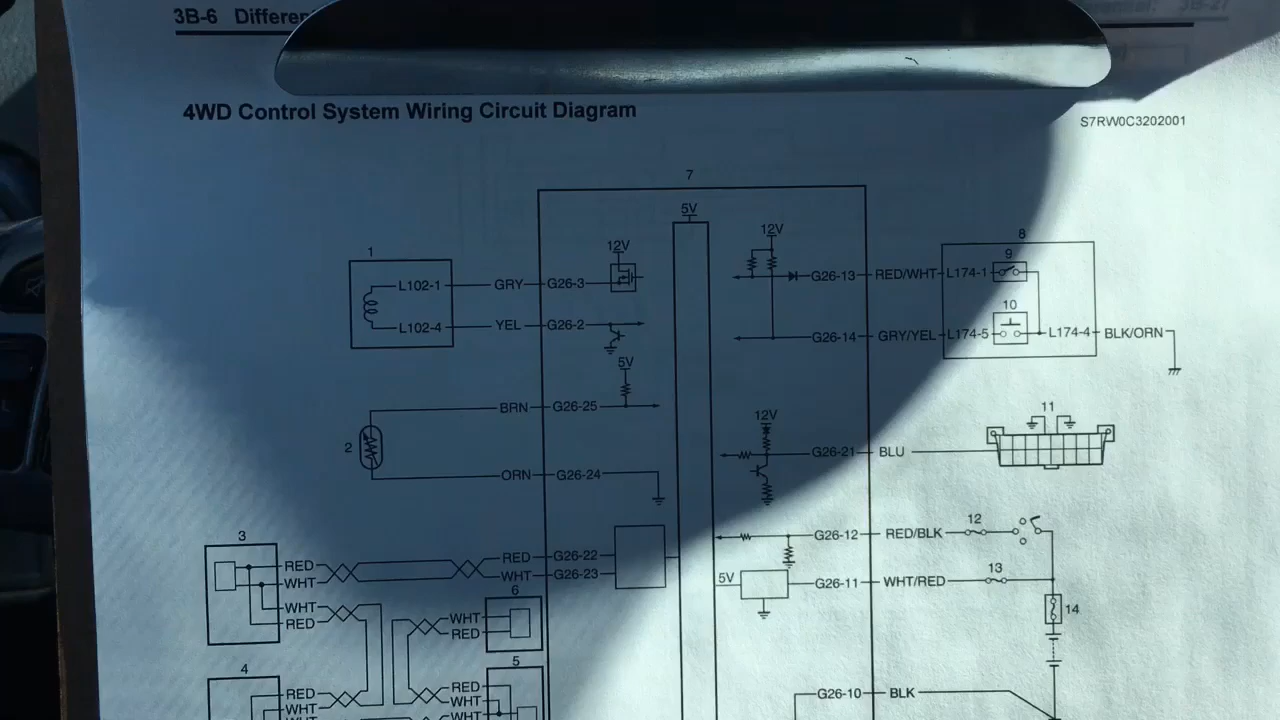 3B-6 Differen
3B-27
4WD Control System Wiring Circuit Diagram
S7RW0C3202001
7
5V
12V
12V
8
1
9
L102-1 GRY G26-3
G26-13 RED/WHT L174-1
10
L102-4 YEL G26-2
G26-14 GRY/YEL L174-5 L174-4 BLK/ORN
5V
BRN G26-25
12V
11
2
G26-21 BLU
ORN G26-24
12
G26-12 RED/BLK
3
RED RED G26-22
13
WHT WHT G26-23
5V
G26-11 WHT/RED
6
WHT WHT
14
RED RED
5
4
RED RED
G26-10 BLK
WHT WHT
WHT WHT